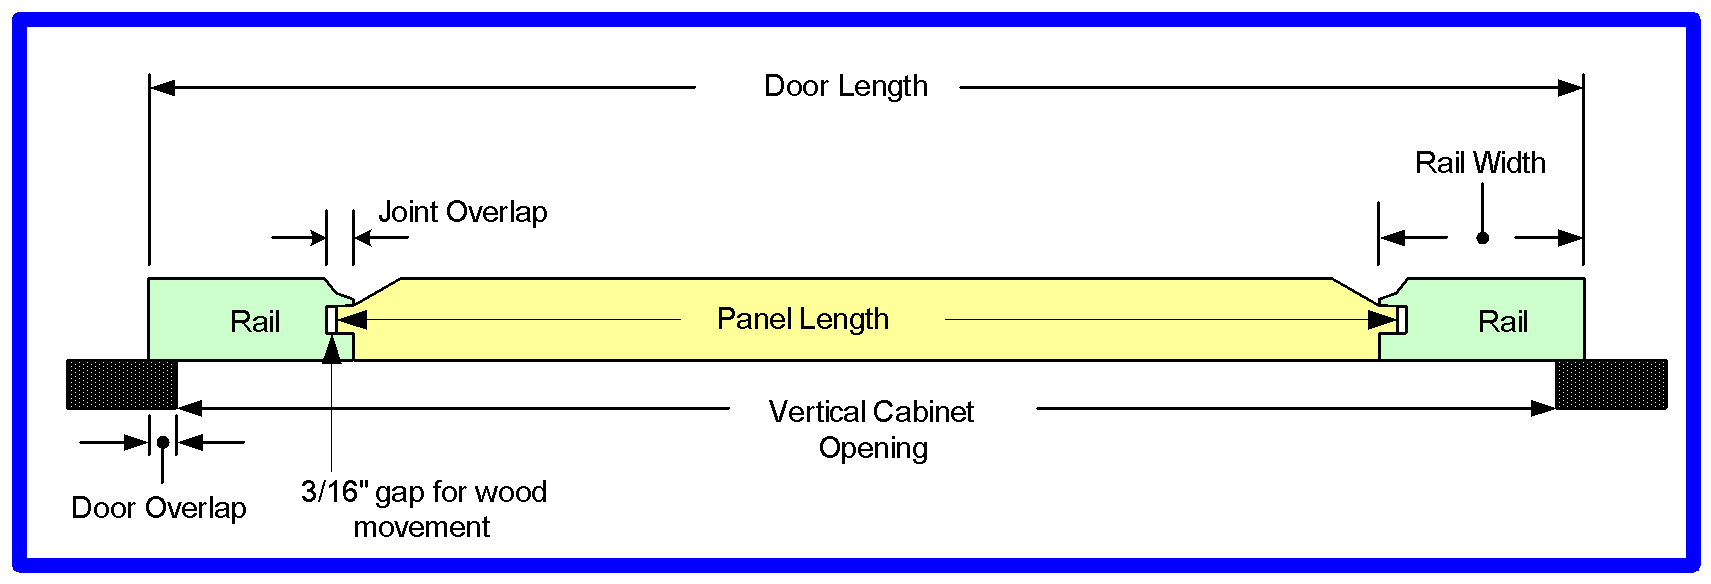 Door Length
Rail Width
Joint Overlap
Rail
Panel Length
Rail
Vertical Cabinet
Opening
3/16" gap for wood
movement
Door Overlap